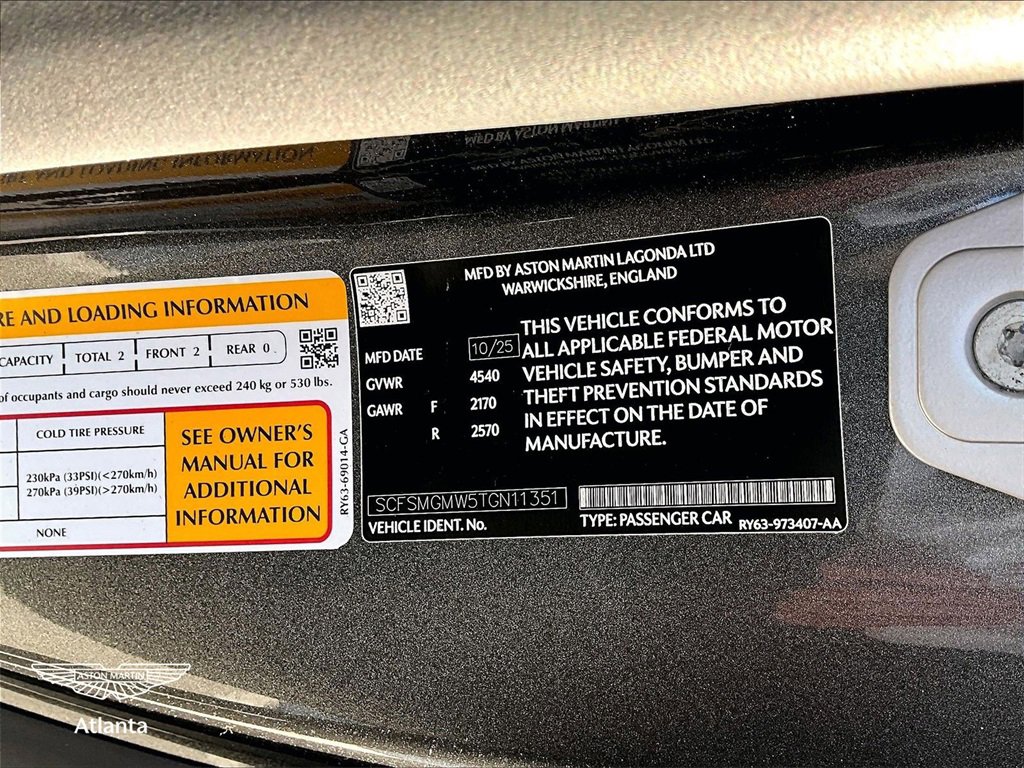 RE AND LOADING INFORMATION
CAPACITY TOTAL 2 FRONT 2 REAR 0
of occupants and cargo should never exceed 240 kg or 530 lbs.
COLD TIRE PRESSURE
230kPa (33PSI)(<270km/h)
270kPa (39PSI)(>270km/h)
NONE
SEE OWNER'S
MANUAL FOR
ADDITIONAL
INFORMATION
RY63-69014-GA
MFD BY ASTON MARTIN LAGONDA LTD
WARWICKSHIRE, ENGLAND
MFD DATE 10/25
GVWR 4540
GAWR F 2170
R 2570
THIS VEHICLE CONFORMS TO
ALL APPLICABLE FEDERAL MOTOR
VEHICLE SAFETY, BUMPER AND
THEFT PREVENTION STANDARDS
IN EFFECT ON THE DATE OF
MANUFACTURE.
SCFSMGMW5TGN11351
VEHICLE IDENT. No.
TYPE: PASSENGER CAR RY63-973407-AA
ASTON MARTIN
Atlanta